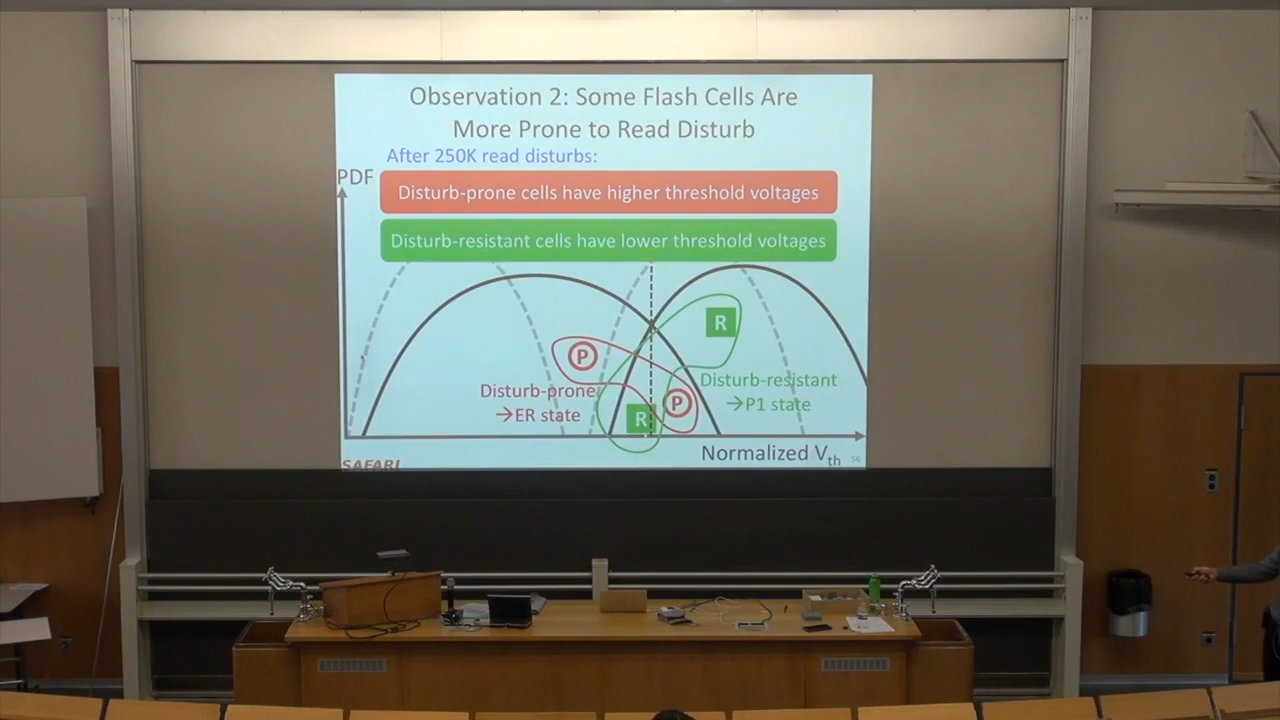 Observation 2: Some Flash Cells Are
More Prone to Read Disturb
After 250K read disturbs:
PDF
Disturb-prone cells have higher threshold voltages
Disturb-resistant cells have lower threshold voltages
R
P
Disturb-prone
→ER state
Disturb-resistant
→P1 state
P
R
Normalized Vth
SAFARI
56